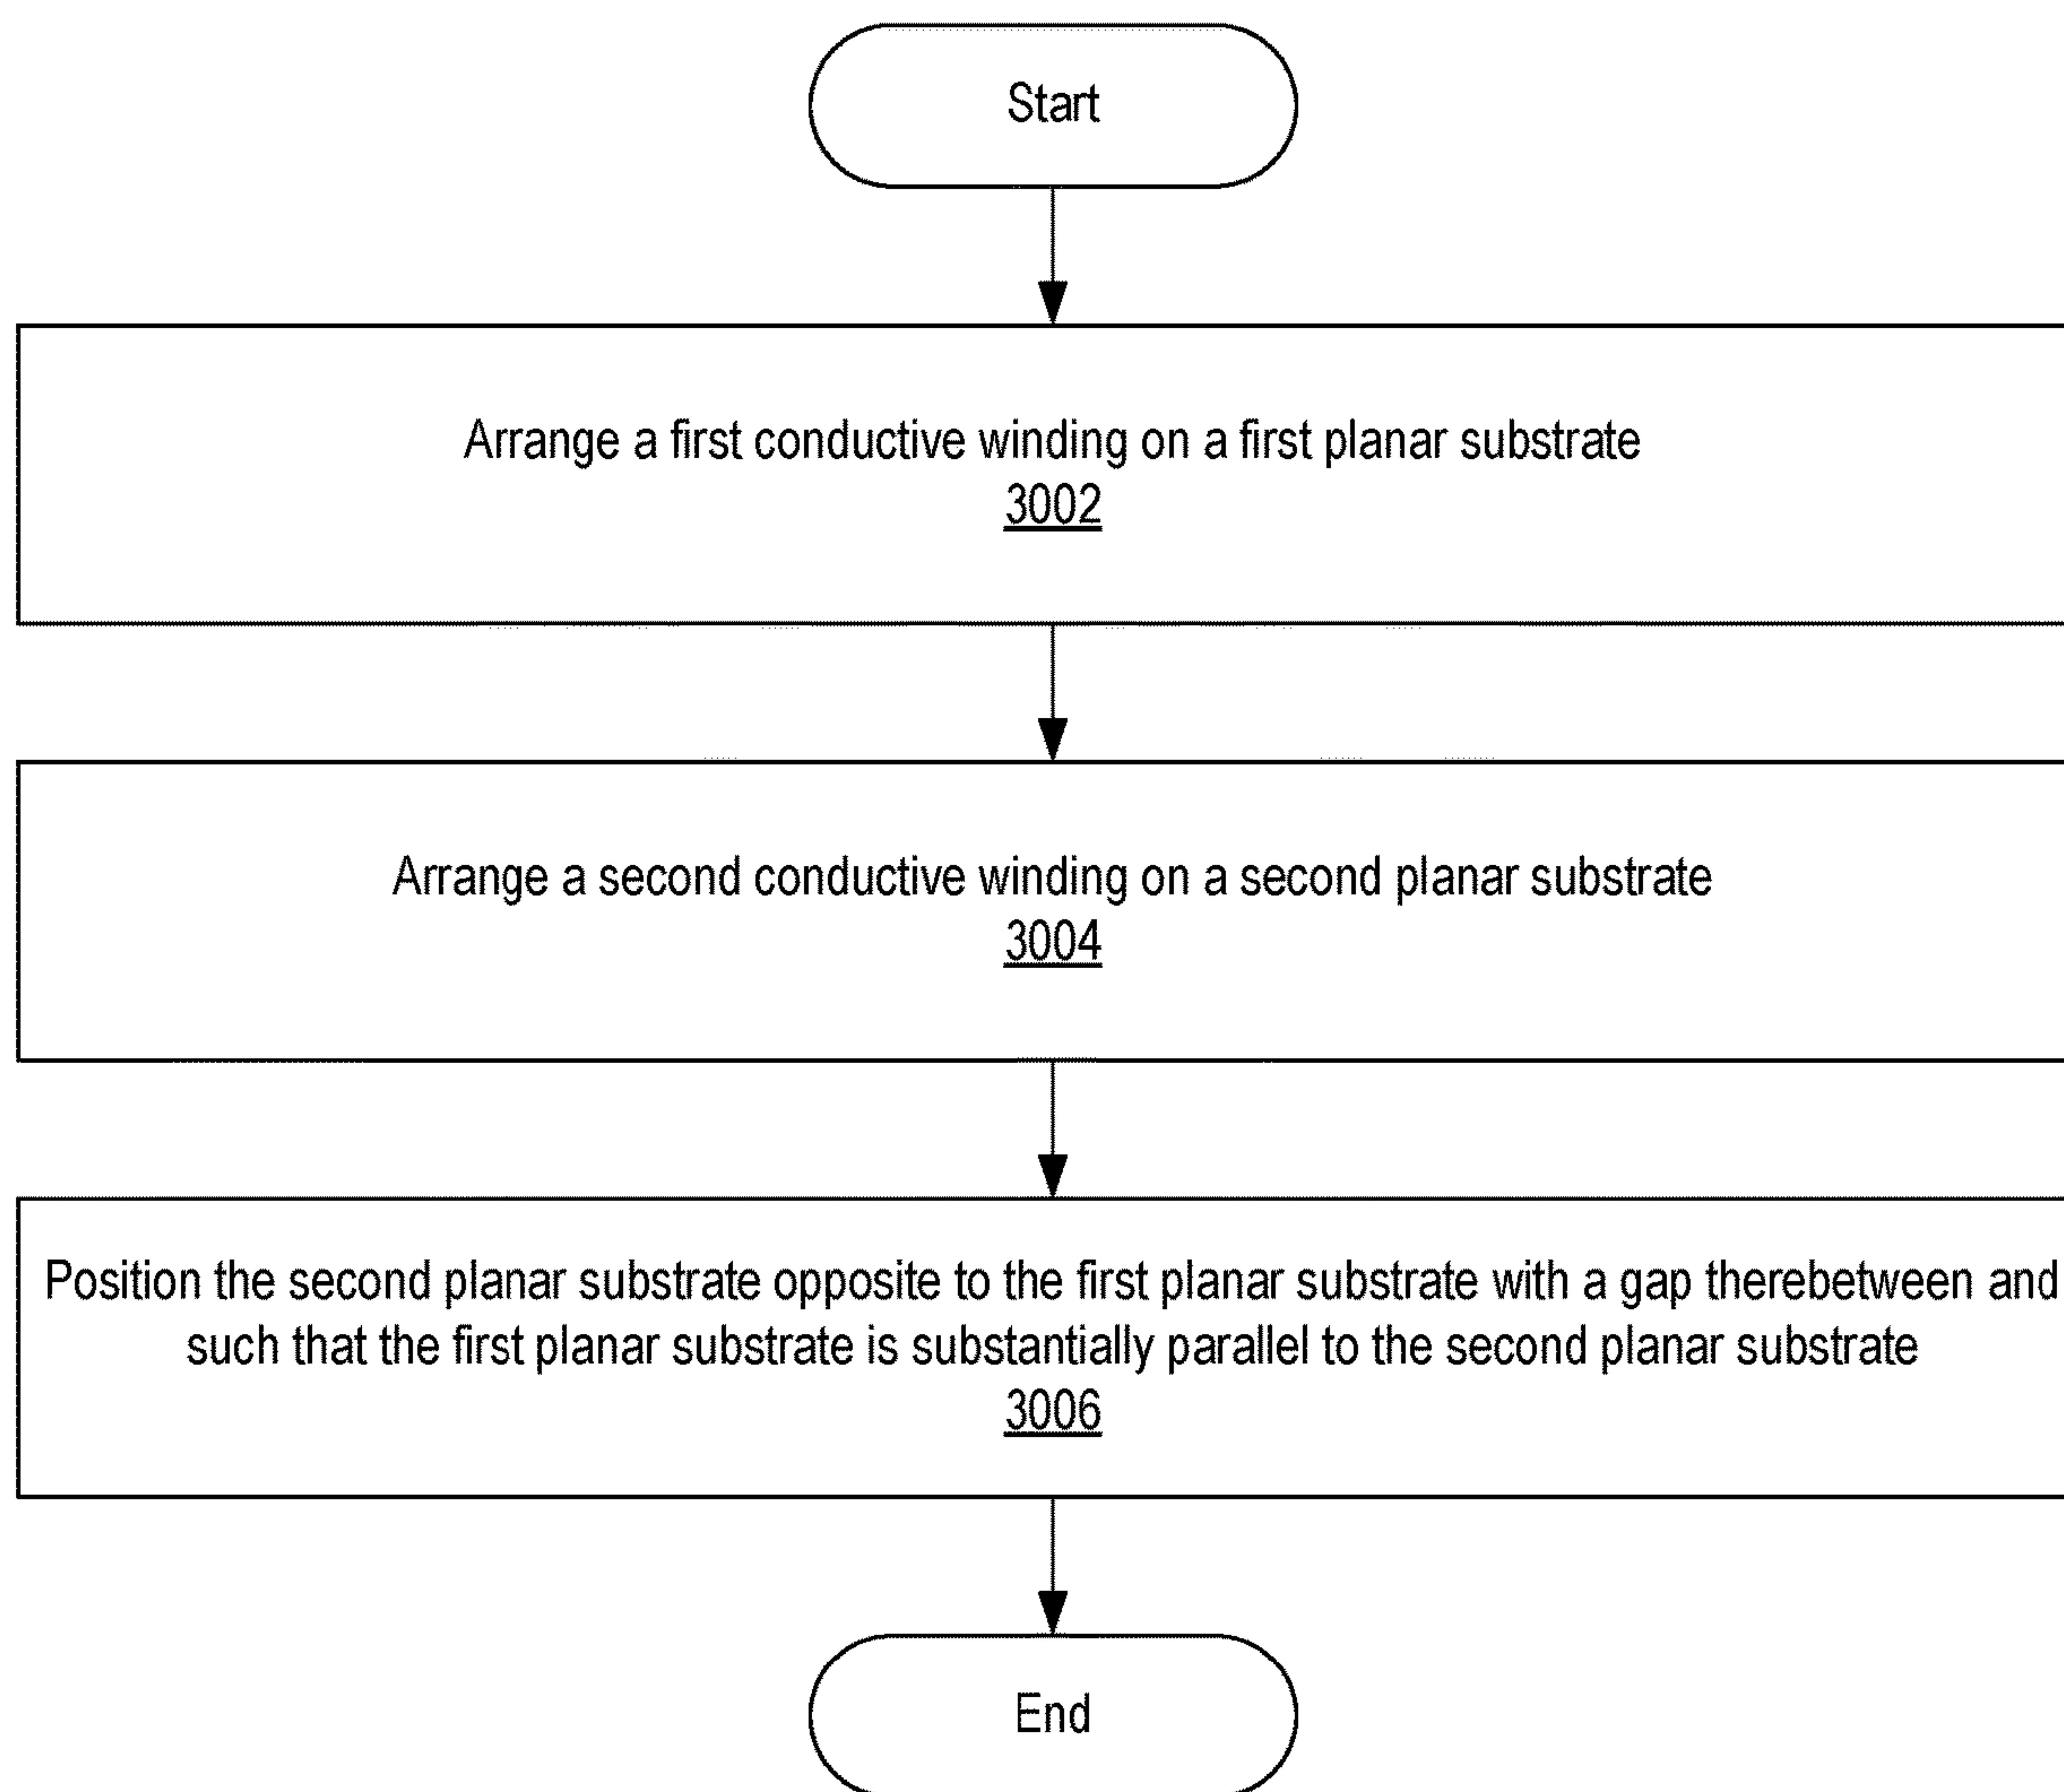 Start
Arrange a first conductive winding on a first planar substrate
3002
Arrange a second conductive winding on a second planar substrate
3004
Position the second planar substrate opposite to the first planar substrate with a gap therebetween and
such that the first planar substrate is substantially parallel to the second planar substrate
3006
End